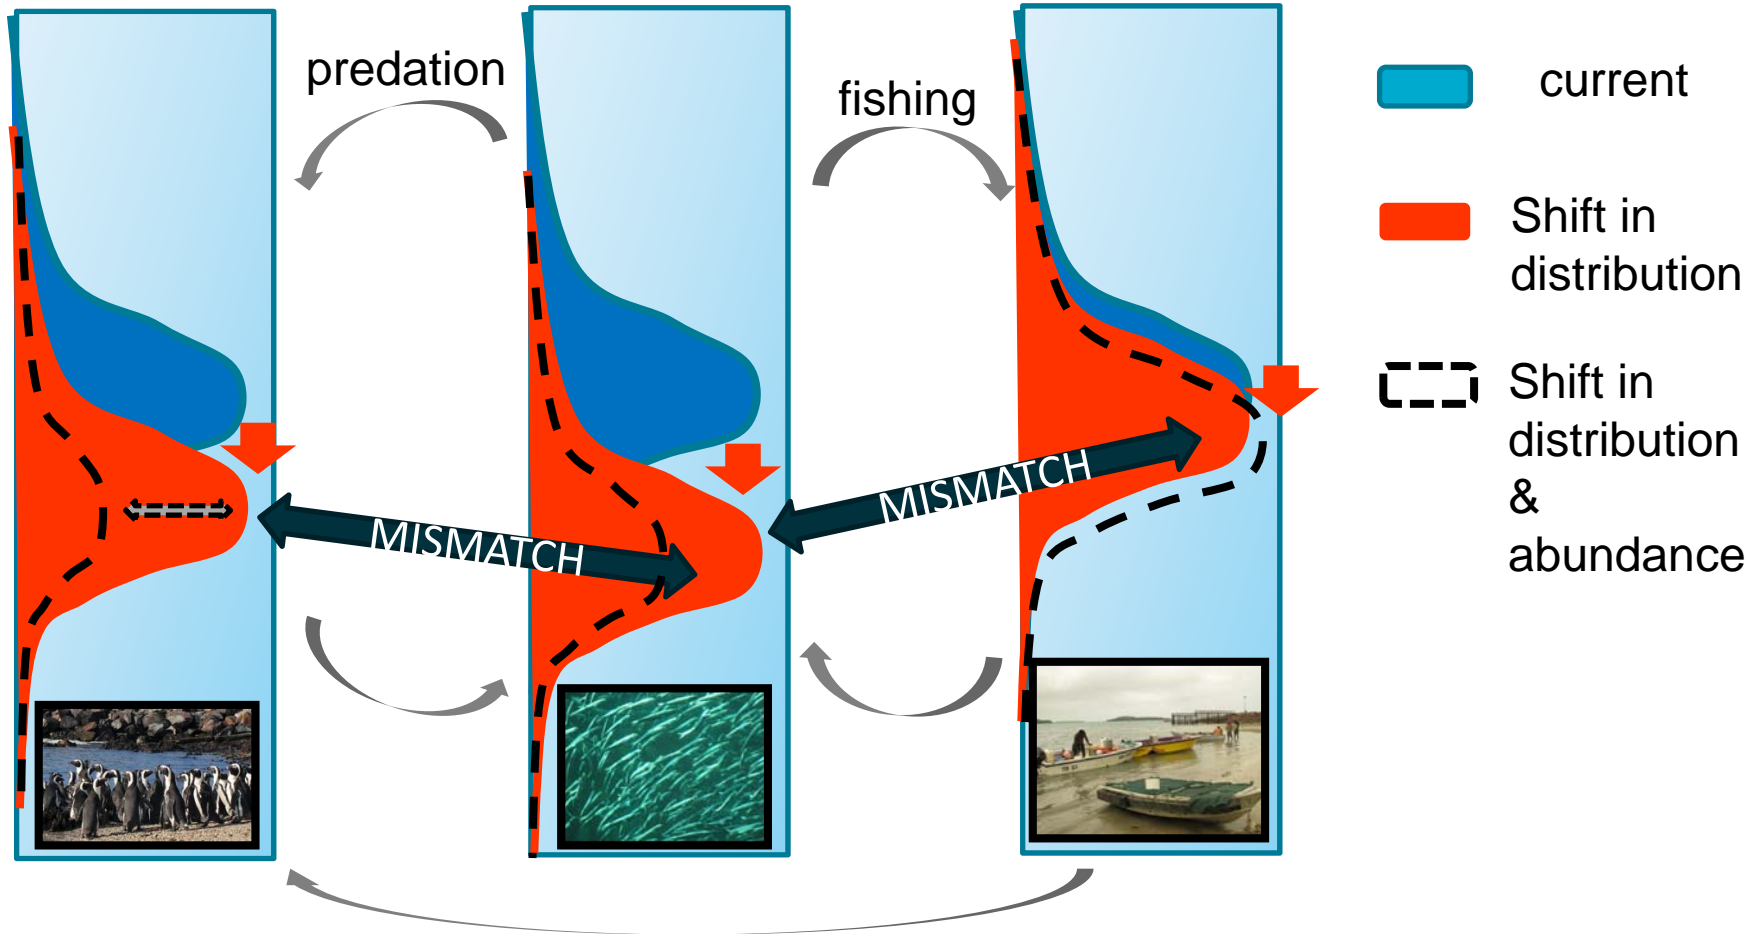 predation
fishing
current
Shift in
distribution
Shift in
distribution
&
abundance
MISMATCH
MISMATCH